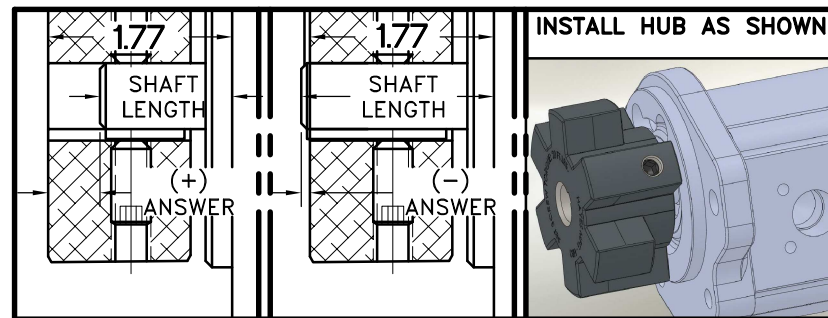 1.77
SHAFT
LENGTH
(+)
ANSWER
1.77
SHAFT
LENGTH
(-)
ANSWER
INSTALL HUB AS SHOWN